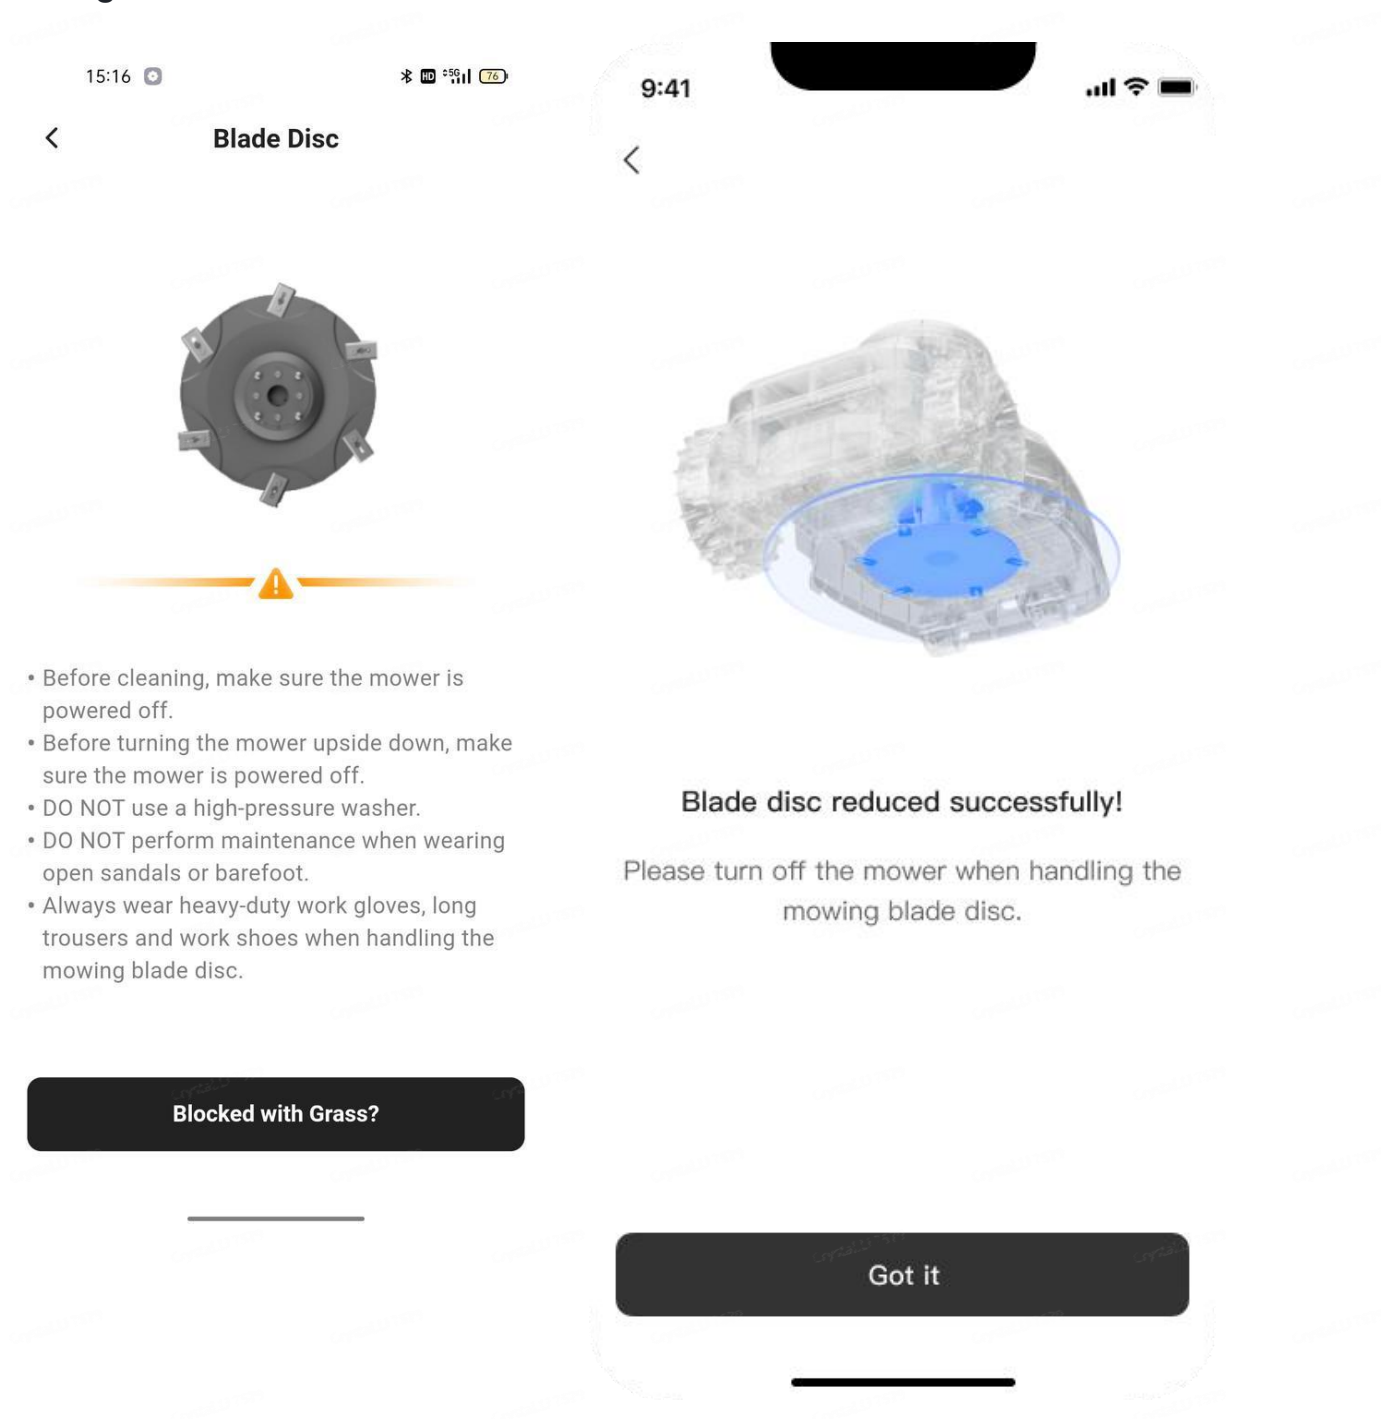 15:16
HD 5G 76
Blade Disc
• Before cleaning, make sure the mower is
powered off.
• Before turning the mower upside down, make
sure the mower is powered off.
• DO NOT use a high-pressure washer.
• DO NOT perform maintenance when wearing
open sandals or barefoot.
• Always wear heavy-duty work gloves, long
trousers and work shoes when handling the
mowing blade disc.
Blocked with Grass?
9:41
Blade disc reduced successfully!
Please turn off the mower when handling the
mowing blade disc.
Got it